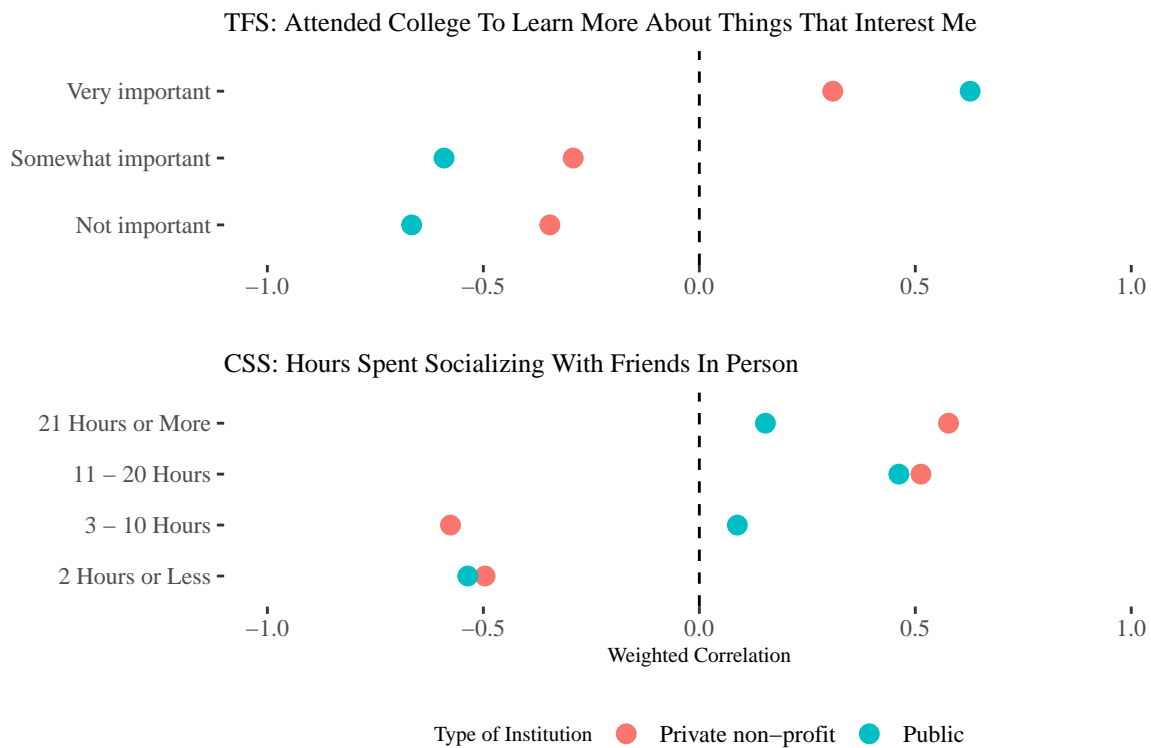 TFS: Attended College To Learn More About Things That Interest Me
Very important
Somewhat important
Not important
−1.0 −0.5 0.0 0.5 1.0
CSS: Hours Spent Socializing With Friends In Person
21 Hours or More
11 − 20 Hours
3 − 10 Hours
2 Hours or Less
−1.0 −0.5 0.0 0.5 1.0
Weighted Correlation
Type of Institution Private non−profit Public